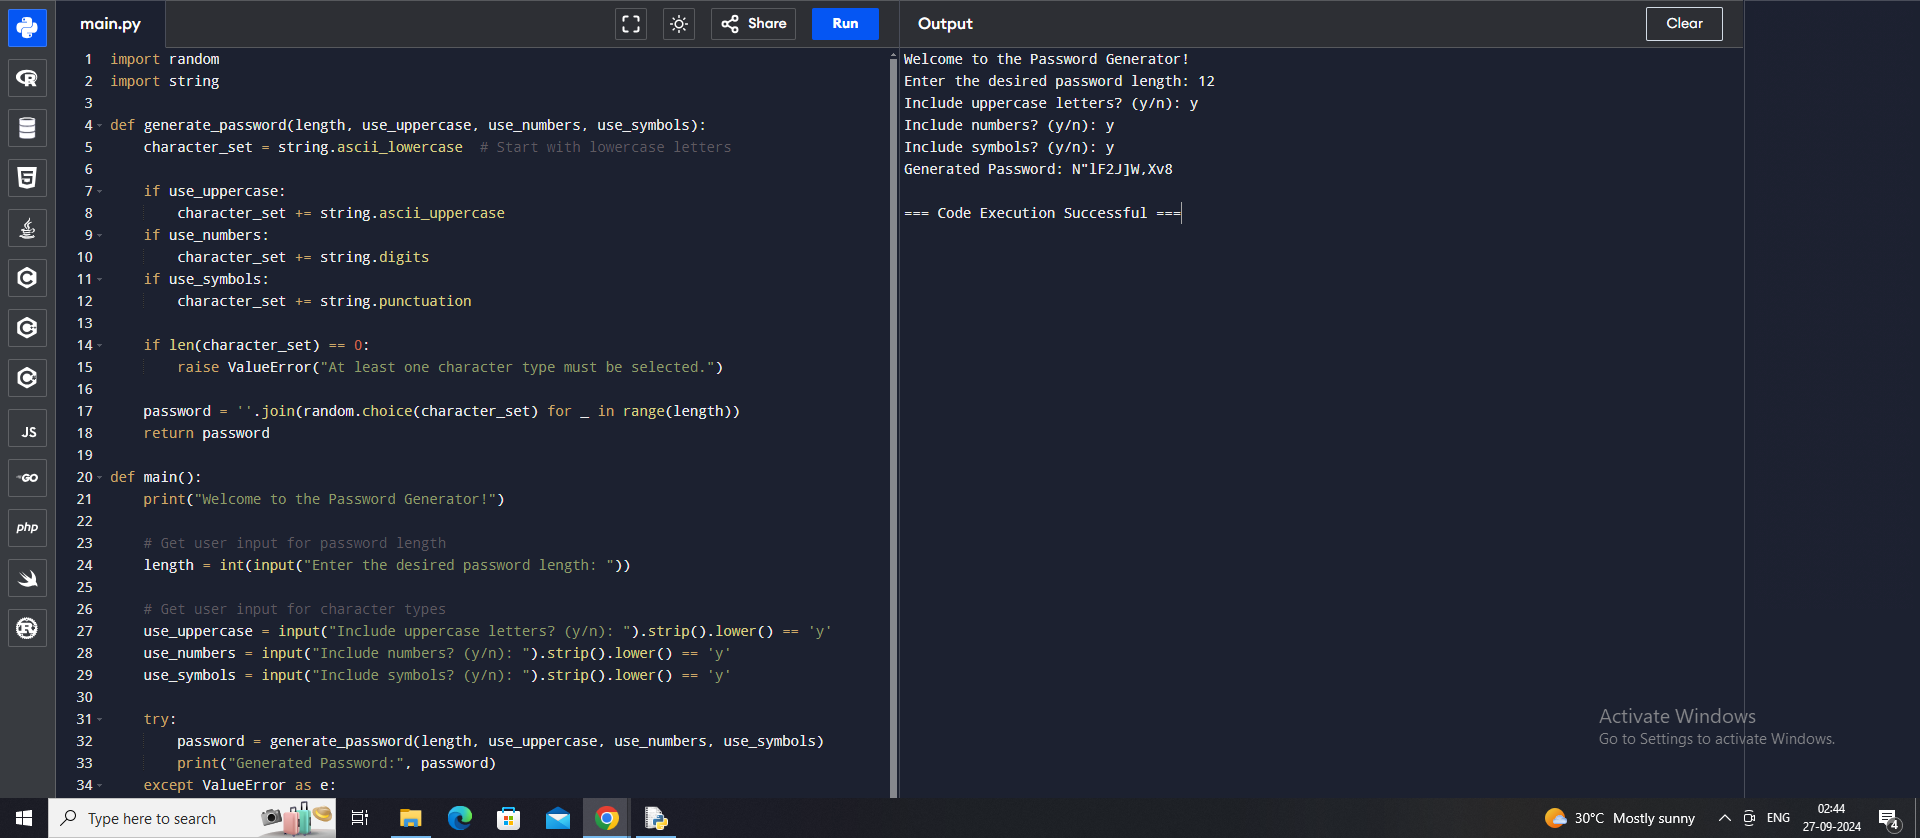 main.py
Share
Run
Output
Clear
1 import random
2 import string
3
4 def generate_password(length, use_uppercase, use_numbers, use_symbols):
5     character_set = string.ascii_lowercase  # Start with lowercase letters
6
7     if use_uppercase:
8         character_set += string.ascii_uppercase
9     if use_numbers:
10         character_set += string.digits
11     if use_symbols:
12         character_set += string.punctuation
13
14     if len(character_set) == 0:
15         raise ValueError("At least one character type must be selected.")
16
17     password = ''.join(random.choice(character_set) for _ in range(length))
18     return password
19
20 def main():
21     print("Welcome to the Password Generator!")
22
23     # Get user input for password length
24     length = int(input("Enter the desired password length: "))
25
26     # Get user input for character types
27     use_uppercase = input("Include uppercase letters? (y/n): ").strip().lower() == 'y'
28     use_numbers = input("Include numbers? (y/n): ").strip().lower() == 'y'
29     use_symbols = input("Include symbols? (y/n): ").strip().lower() == 'y'
30
31     try:
32         password = generate_password(length, use_uppercase, use_numbers, use_symbols)
33         print("Generated Password:", password)
34     except ValueError as e:
Welcome to the Password Generator!
Enter the desired password length: 12
Include uppercase letters? (y/n): y
Include numbers? (y/n): y
Include symbols? (y/n): y
Generated Password: N"lF2J]W,Xv8
=== Code Execution Successful ===
R
5
C
C
C
JS
GO
php
R
Activate Windows
Go to Settings to activate Windows.
Type here to search
30°C Mostly sunny
ENG
02:44
27-09-2024
4